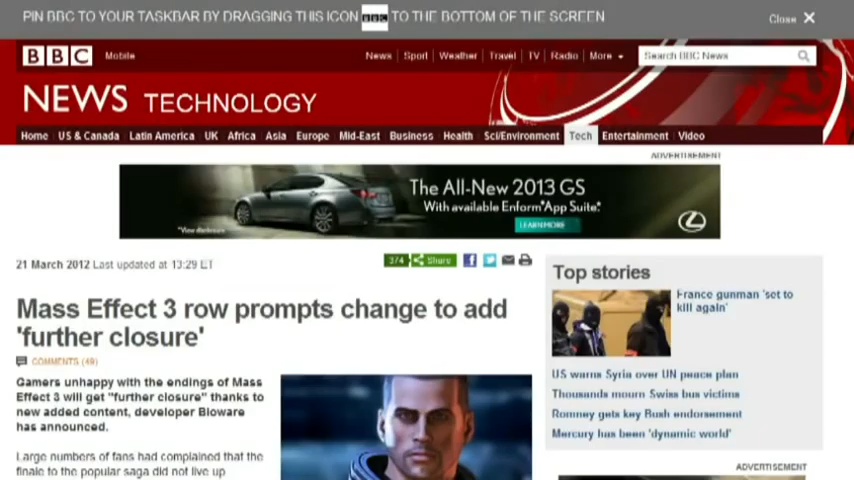 PIN BBC TO YOUR TASKBAR BY DRAGGING THIS ICON BBC TO THE BOTTOM OF THE SCREEN
Close X
BBC Mobile News Sport Weather Travel TV Radio More Search BBC News
NEWS TECHNOLOGY
Home US & Canada Latin America UK Africa Asia Europe Mid-East Business Health Sci/Environment Tech Entertainment Video
ADVERTISEMENT
The All-New 2013 GS
With available Enform App Suite.*
LEARN MORE
*View disclosure
21 March 2012 Last updated at 13:29 ET
374 Share
Mass Effect 3 row prompts change to add
'further closure'
COMMENTS (49)
Gamers unhappy with the endings of Mass
Effect 3 will get "further closure" thanks to
new added content, developer Bioware
has announced.
Large numbers of fans had complained that the
finale to the popular saga did not live up
Top stories
France gunman 'set to
kill again'
US warns Syria over UN peace plan
Thousands mourn Swiss bus victims
Romney gets key Bush endorsement
Mercury has been 'dynamic world'
ADVERTISEMENT